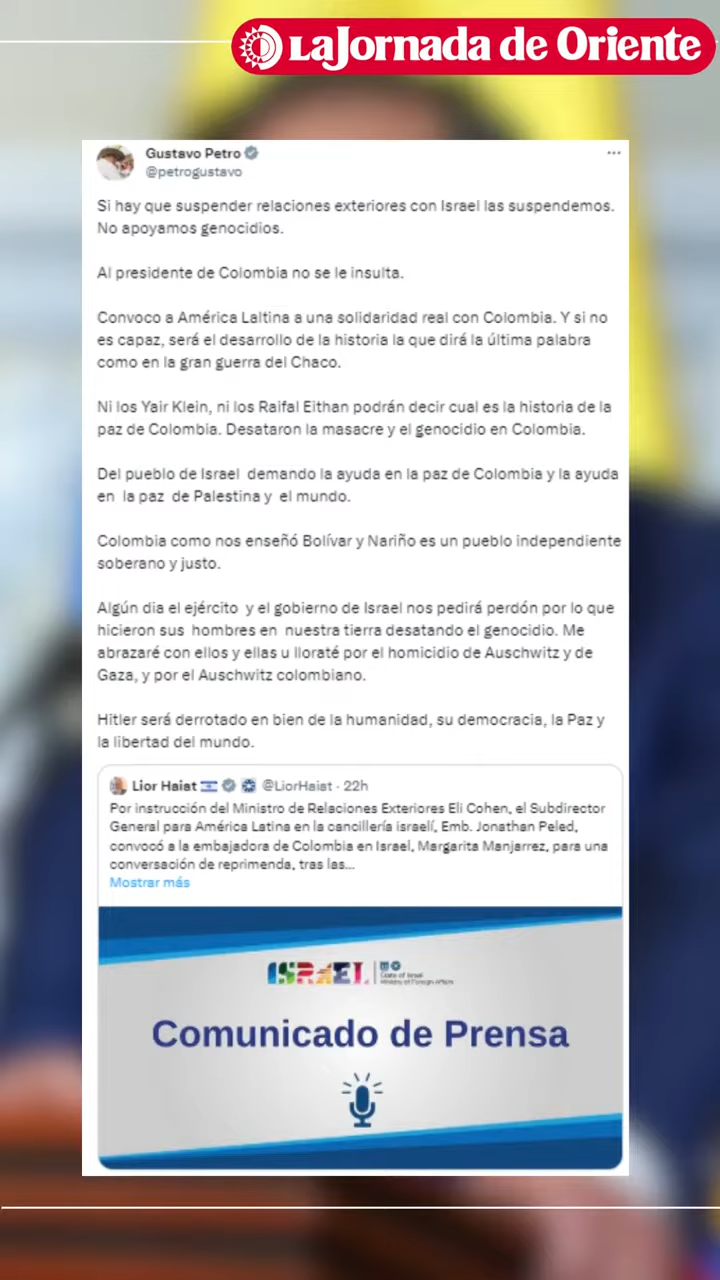 LaJornada de Oriente
Gustavo Petro
@petrogustavo
Si hay que suspender relaciones exteriores con Israel las suspendemos.
No apoyamos genocidios.
Al presidente de Colombia no se le insulta.
Convoco a América Laltina a una solidaridad real con Colombia. Y si no
es capaz, será el desarrollo de la historia la que dirá la última palabra
como en la gran guerra del Chaco.
Ni los Yair Klein, ni los Raifal Eithan podrán decir cual es la historia de la
paz de Colombia. Desataron la masacre y el genocidio en Colombia.
Del pueblo de Israel demando la ayuda en la paz de Colombia y la ayuda
en la paz de Palestina y el mundo.
Colombia como nos enseñó Bolívar y Nariño es un pueblo independiente
soberano y justo.
Algún dia el ejército y el gobierno de Israel nos pedirá perdón por lo que
hicieron sus hombres en nuestra tierra desatando el genocidio. Me
abrazaré con ellos y ellas u lloraté por el homicidio de Auschwitz y de
Gaza, y por el Auschwitz colombiano.
Hitler será derrotado en bien de la humanidad, su democracia, la Paz y
la libertad del mundo.
Lior Haiat @LiorHaiat · 22h
Por instrucción del Ministro de Relaciones Exteriores Eli Cohen, el Subdirector
General para América Latina en la cancillería israelí, Emb. Jonathan Peled,
convocó a la embajadora de Colombia en Israel, Margarita Manjarrez, para una
conversación de reprimenda, tras las...
Mostrar más
ISRAEL
State of Israel
Ministry of Foreign Affairs
Comunicado de Prensa